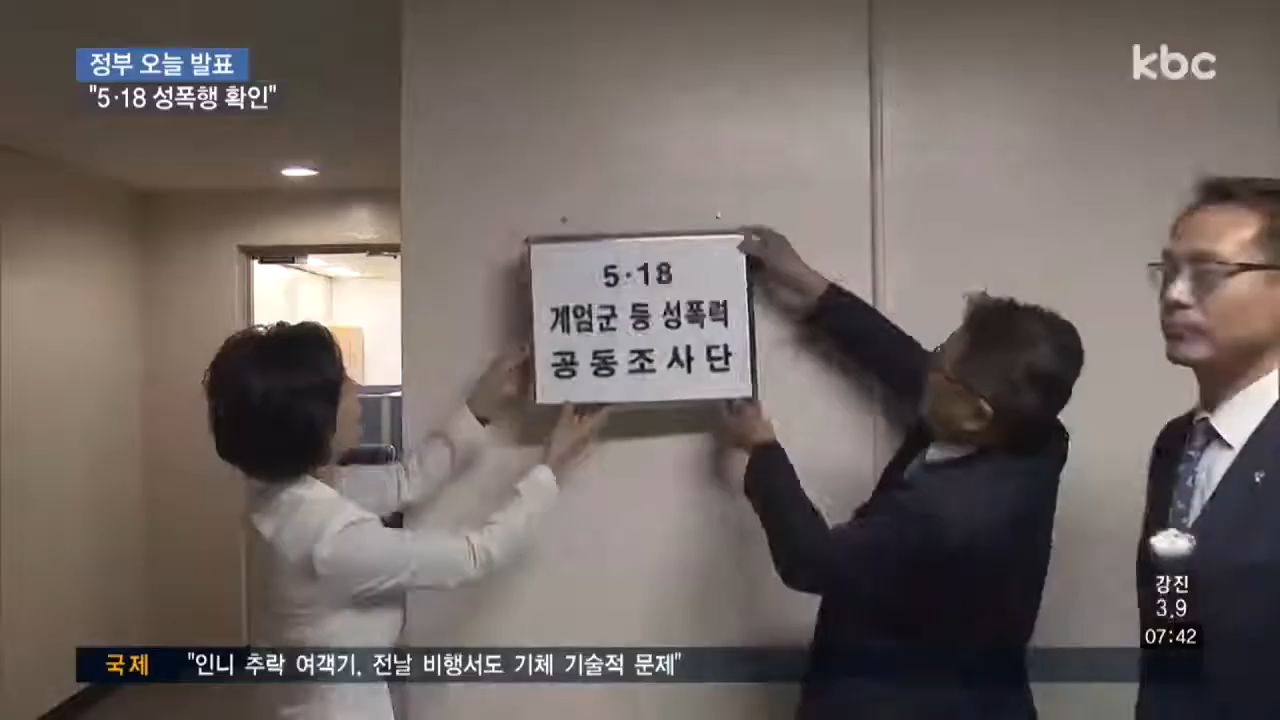 정부 오늘 발표
"5·18 성폭행 확인"
kbc
5·18
계엄군 등 성폭력
공동조사단
강진
3.9
07:42
국제 "인니 추락 여객기, 전날 비행서도 기체 기술적 문제"